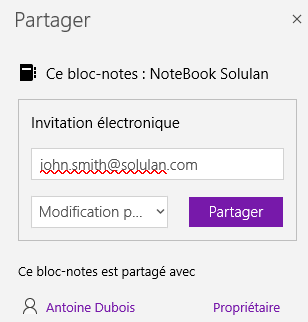 Partager
Ce bloc-notes : NoteBook Solulan
Invitation électronique
john.smith@solulan.com
Modification p...
Partager
Ce bloc-notes est partagé avec
Antoine Dubois Propriétaire